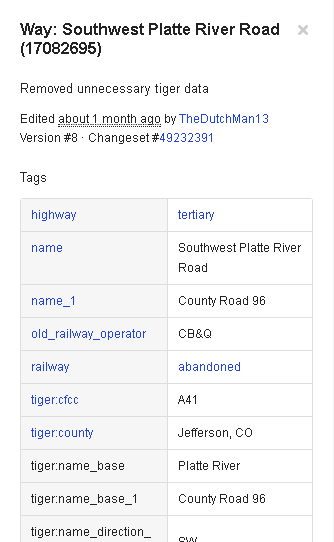 Way: Southwest Platte River Road ×
(17082695)
Removed unnecessary tiger data
Edited about 1 month ago by TheDutchMan13
Version #8 · Changeset #49232391
Tags
highway tertiary
name Southwest Platte River
Road
name_1 County Road 96
old_railway_operator CB&Q
railway abandoned
tiger:cfcc A41
tiger:county Jefferson, CO
tiger:name_base Platte River
tiger:name_base_1 County Road 96
tiger:name_direction_
SW